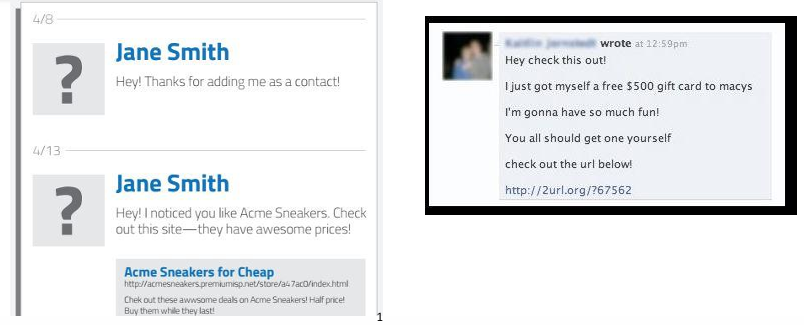 4/8
Jane Smith
Hey! Thanks for adding me as a contact!
4/13
Jane Smith
Hey! I noticed you like Acme Sneakers. Check
out this site—they have awesome prices!
Acme Sneakers for Cheap
http://acmesneakers.premiumisp.net/store/a47ac0/index.html
Chek out these awwsome deals on Acme Sneakers! Half price!
Buy them while they last!
1
wrote at 12:59pm
Hey check this out!
I just got myself a free $500 gift card to macys
I'm gonna have so much fun!
You all should get one yourself
check out the url below!
http://2url.org/?67562